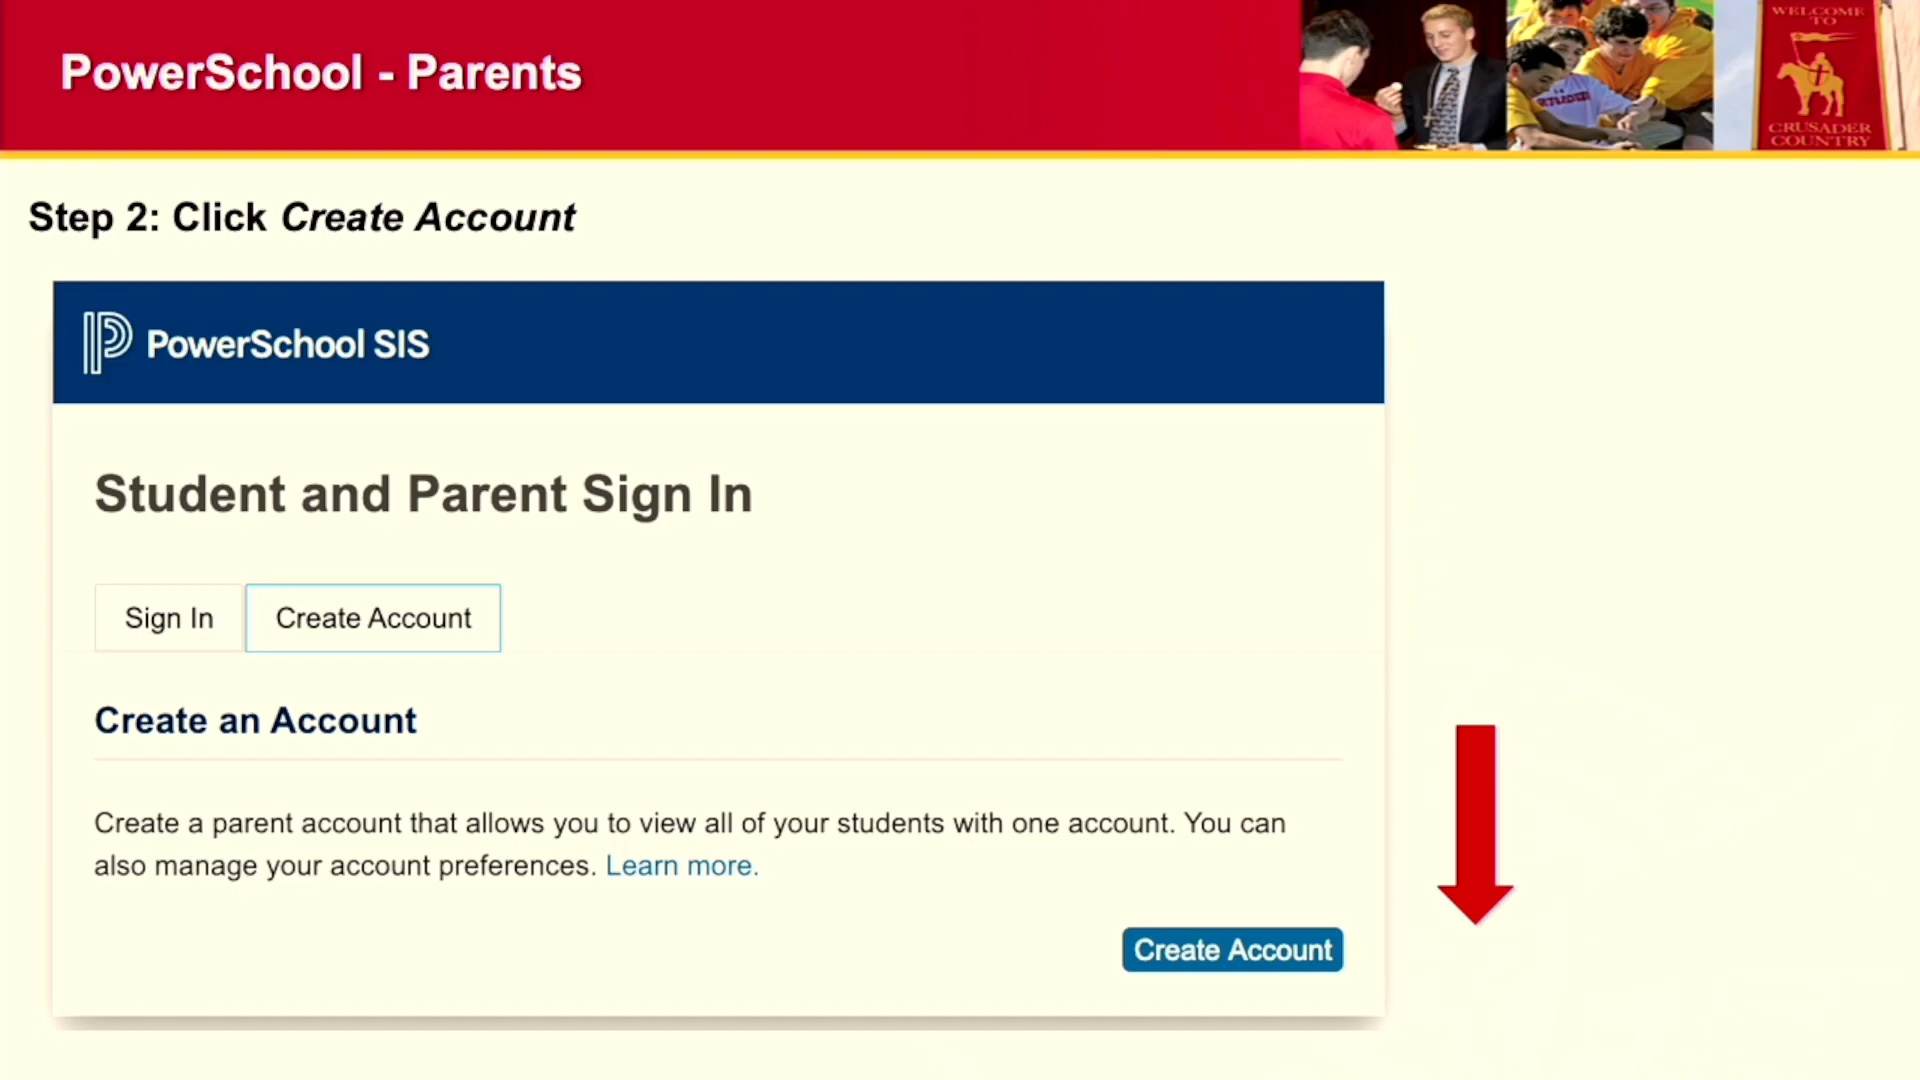 PowerSchool - Parents
WELCOME
TO
CRUSADER
COUNTRY
Step 2: Click Create Account
PowerSchool SIS
Student and Parent Sign In
Sign In
Create Account
Create an Account
Create a parent account that allows you to view all of your students with one account. You can
also manage your account preferences. Learn more.
Create Account